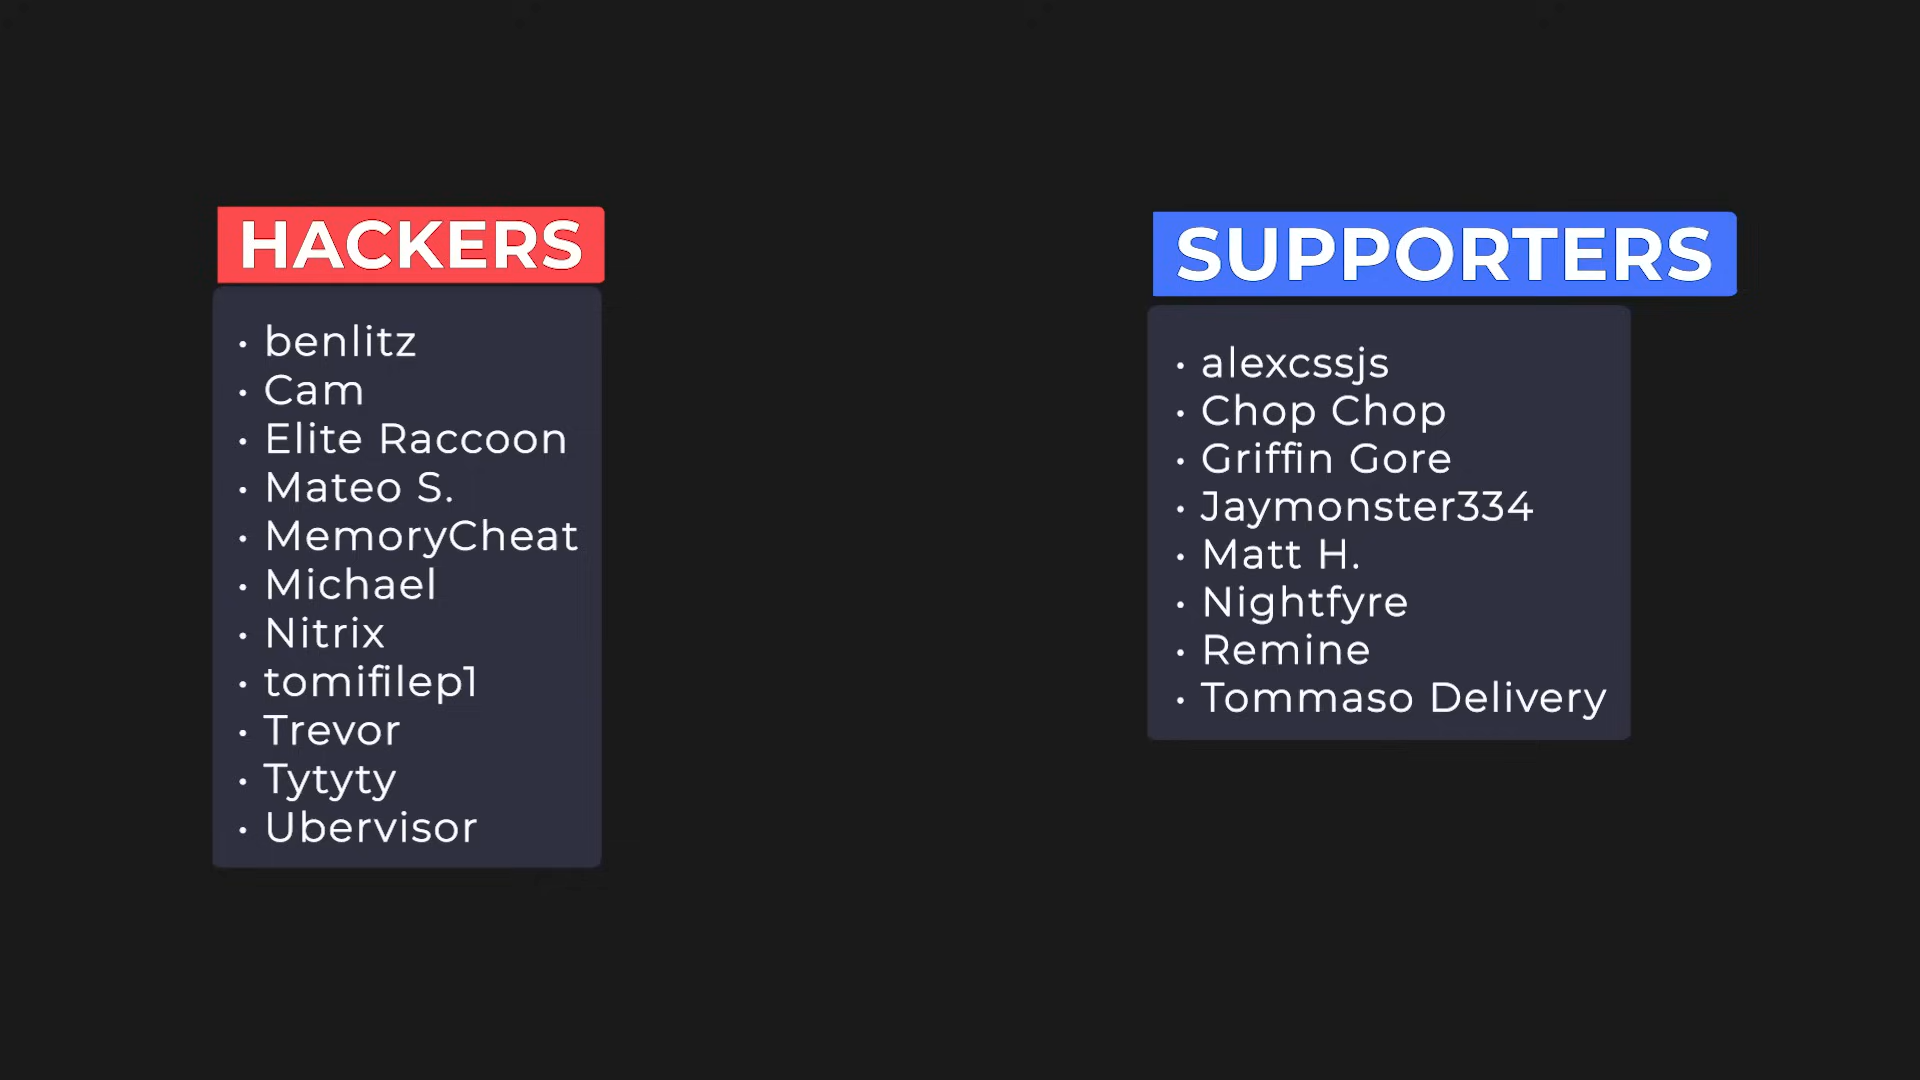 HACKERS
• benlitz
• Cam
• Elite Raccoon
• Mateo S.
• MemoryCheat
• Michael
• Nitrix
• tomifilep1
• Trevor
• Tytyty
• Ubervisor
SUPPORTERS
• alexcssjs
• Chop Chop
• Griffin Gore
• Jaymonster334
• Matt H.
• Nightfyre
• Remine
• Tommaso Delivery